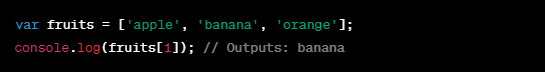 var fruits = ['apple', 'banana', 'orange'];
console.log(fruits[1]); // Outputs: banana